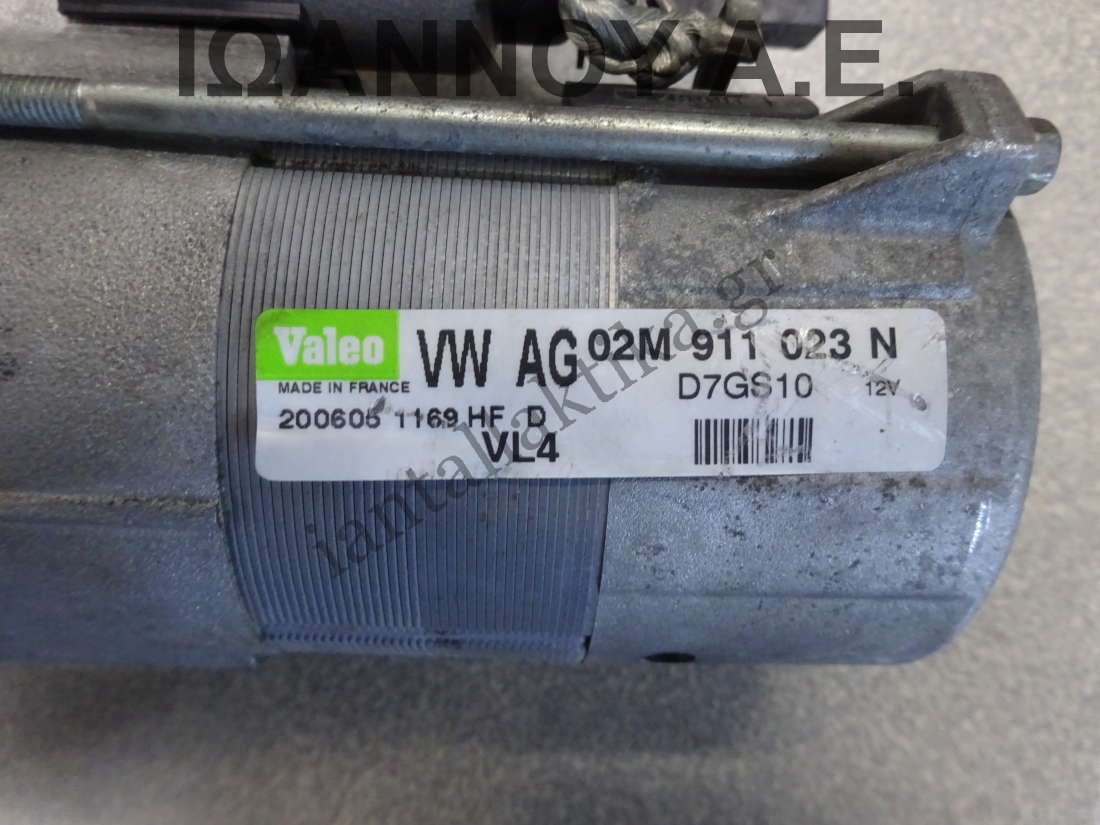 ΙΩΑΝΝΟΥ Α.Ε.
Valeo VW AG 02M 911 023 N
MADE IN FRANCE D7GS10 12V
200605 1169 HF D
VL4
iantallaktika.gr